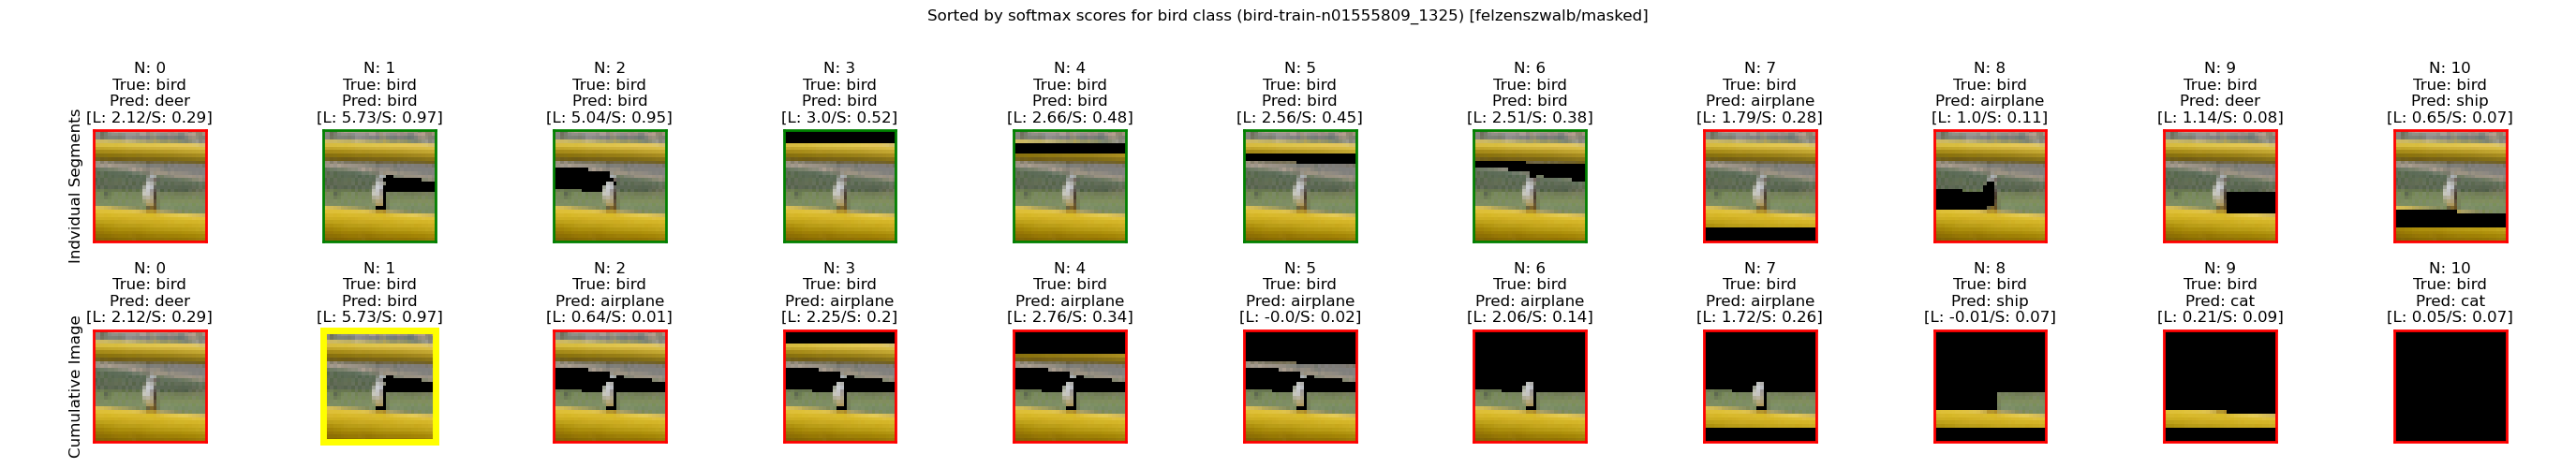 Sorted by softmax scores for bird class (bird-train-n01555809_1325) [felzenszwalb/masked]
Indvidual Segments
N: 0
True: bird
Pred: deer
[L: 2.12/S: 0.29]
N: 1
True: bird
Pred: bird
[L: 5.73/S: 0.97]
N: 2
True: bird
Pred: bird
[L: 5.04/S: 0.95]
N: 3
True: bird
Pred: bird
[L: 3.0/S: 0.52]
N: 4
True: bird
Pred: bird
[L: 2.66/S: 0.48]
N: 5
True: bird
Pred: bird
[L: 2.56/S: 0.45]
N: 6
True: bird
Pred: bird
[L: 2.51/S: 0.38]
N: 7
True: bird
Pred: airplane
[L: 1.79/S: 0.28]
N: 8
True: bird
Pred: airplane
[L: 1.0/S: 0.11]
N: 9
True: bird
Pred: deer
[L: 1.14/S: 0.08]
N: 10
True: bird
Pred: ship
[L: 0.65/S: 0.07]
Cumulative Image
N: 0
True: bird
Pred: deer
[L: 2.12/S: 0.29]
N: 1
True: bird
Pred: bird
[L: 5.73/S: 0.97]
N: 2
True: bird
Pred: airplane
[L: 0.64/S: 0.01]
N: 3
True: bird
Pred: airplane
[L: 2.25/S: 0.2]
N: 4
True: bird
Pred: airplane
[L: 2.76/S: 0.34]
N: 5
True: bird
Pred: airplane
[L: -0.0/S: 0.02]
N: 6
True: bird
Pred: airplane
[L: 2.06/S: 0.14]
N: 7
True: bird
Pred: airplane
[L: 1.72/S: 0.26]
N: 8
True: bird
Pred: ship
[L: -0.01/S: 0.07]
N: 9
True: bird
Pred: cat
[L: 0.21/S: 0.09]
N: 10
True: bird
Pred: cat
[L: 0.05/S: 0.07]